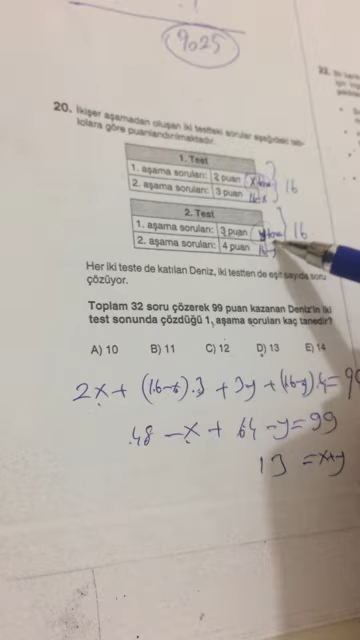 9025
20. İkişer aşamadan oluşan iki testteki sorular aşağıdaki tab-
lolara göre puanlandırılmaktadır.
1. Test
1. aşama soruları: 2 puan
2. aşama soruları: 3 puan 16-x
16
2. Test
1. aşama soruları: 3 puan
2. aşama soruları: 4 puan
16
Her iki teste de katılan Deniz, iki testten de eşit sayıda soru
çözüyor.
Toplam 32 soru çözerek 99 puan kazanan Deniz'in iki
test sonunda çözdüğü 1. aşama soruları kaç tanedir?
A) 10 B) 11 C) 12 D) 13 E) 14
2x + (16-x).3 + 3y + (16-y).4 = 9
48 - x + 64 - y = 99
13 = x+y